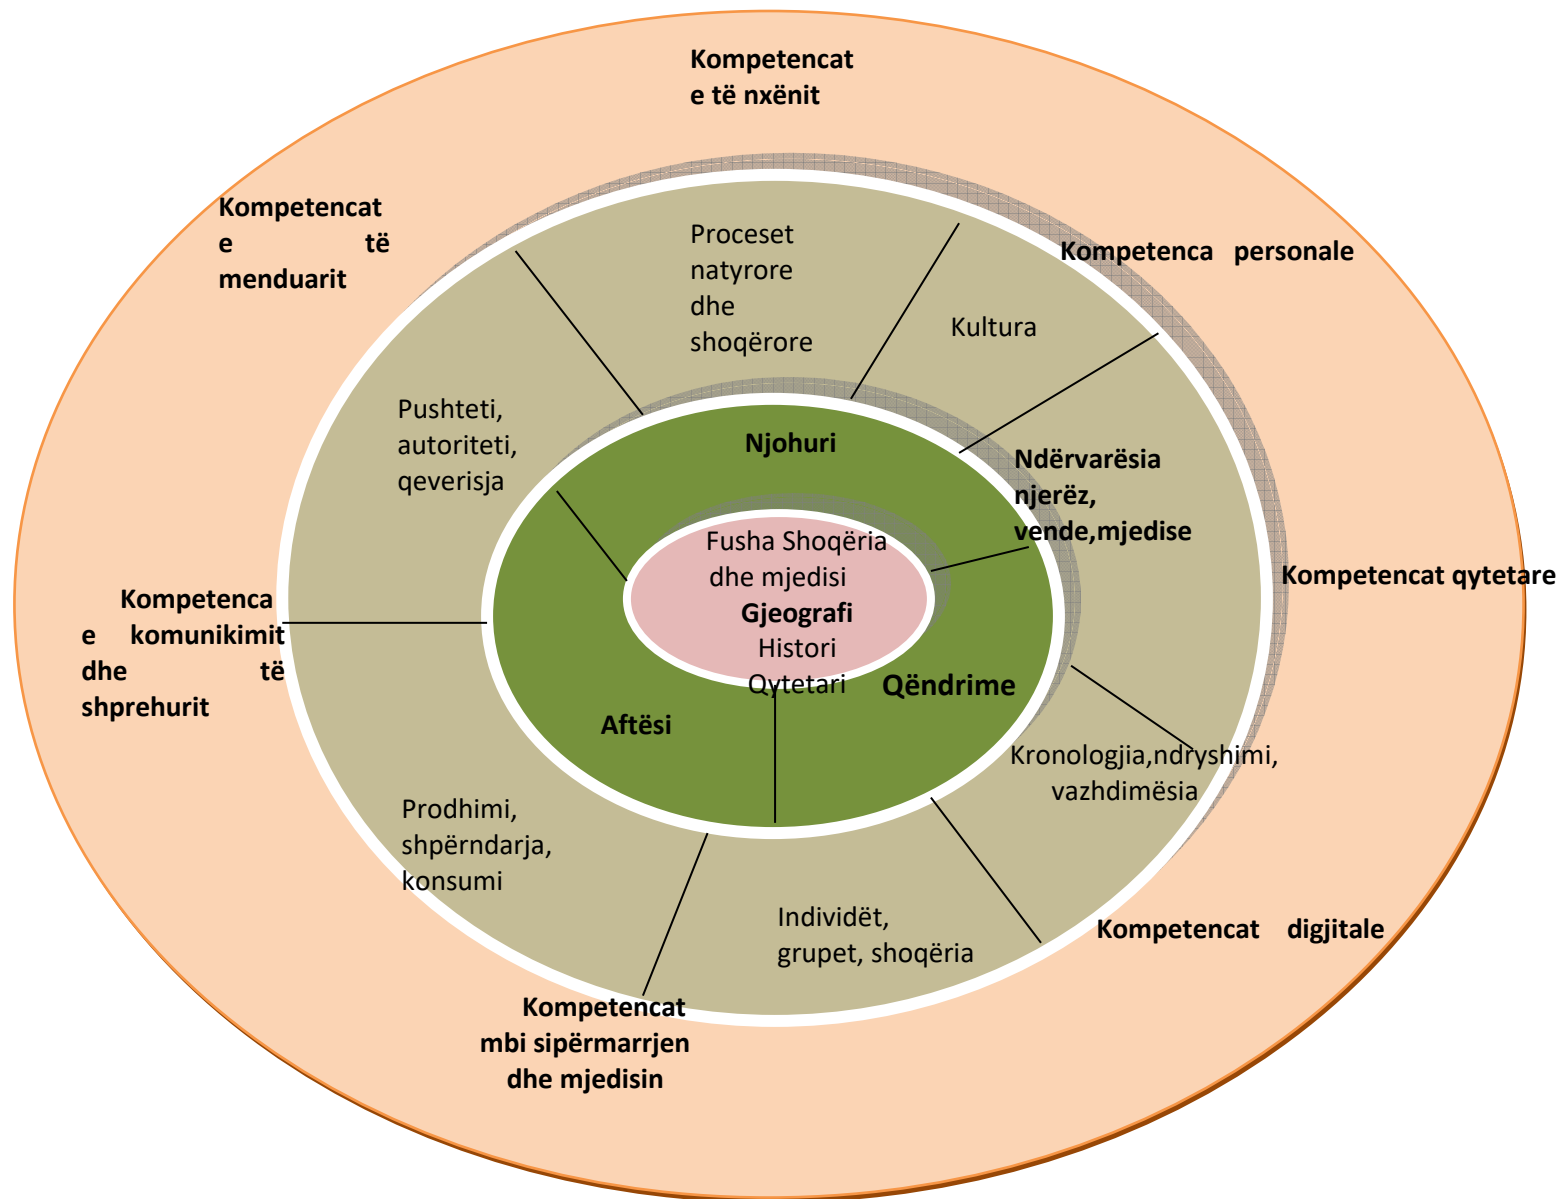 Kompetencat
e të nxënit
Kompetencat
e të
menduarit
Proceset
natyrore
dhe
shoqërore
Kompetenca personale
Kultura
Pushteti,
autoriteti,
qeverisja
Njohuri
Ndërvarësia
njerëz,
vende,mjedise
Fusha Shoqëria
dhe mjedisi
Gjeografi
Histori
Qytetari
Kompetencat qytetare
Kompetenca
e komunikimit
dhe të
shprehurit
Qëndrime
Aftësi
Kronologjia,ndryshimi,
vazhdimësia
Prodhimi,
shpërndarja,
konsumi
Individët,
grupet, shoqëria
Kompetencat digjitale
Kompetencat
mbi sipërmarrjen
dhe mjedisin